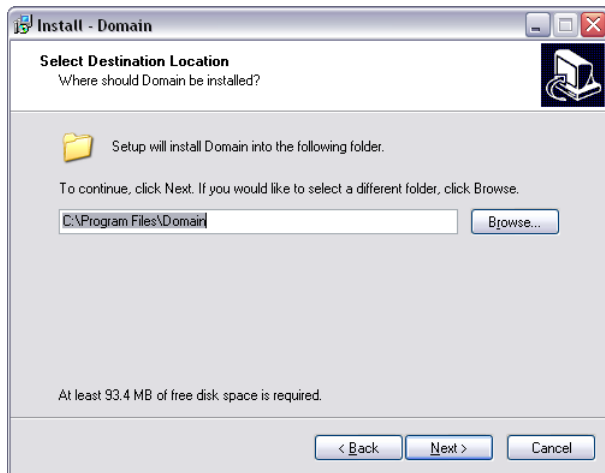 Install - Domain
Select Destination Location
Where should Domain be installed?
Setup will install Domain into the following folder.
To continue, click Next. If you would like to select a different folder, click Browse.
C:\Program Files\Domain
Browse...
At least 93.4 MB of free disk space is required.
< Back
Next >
Cancel